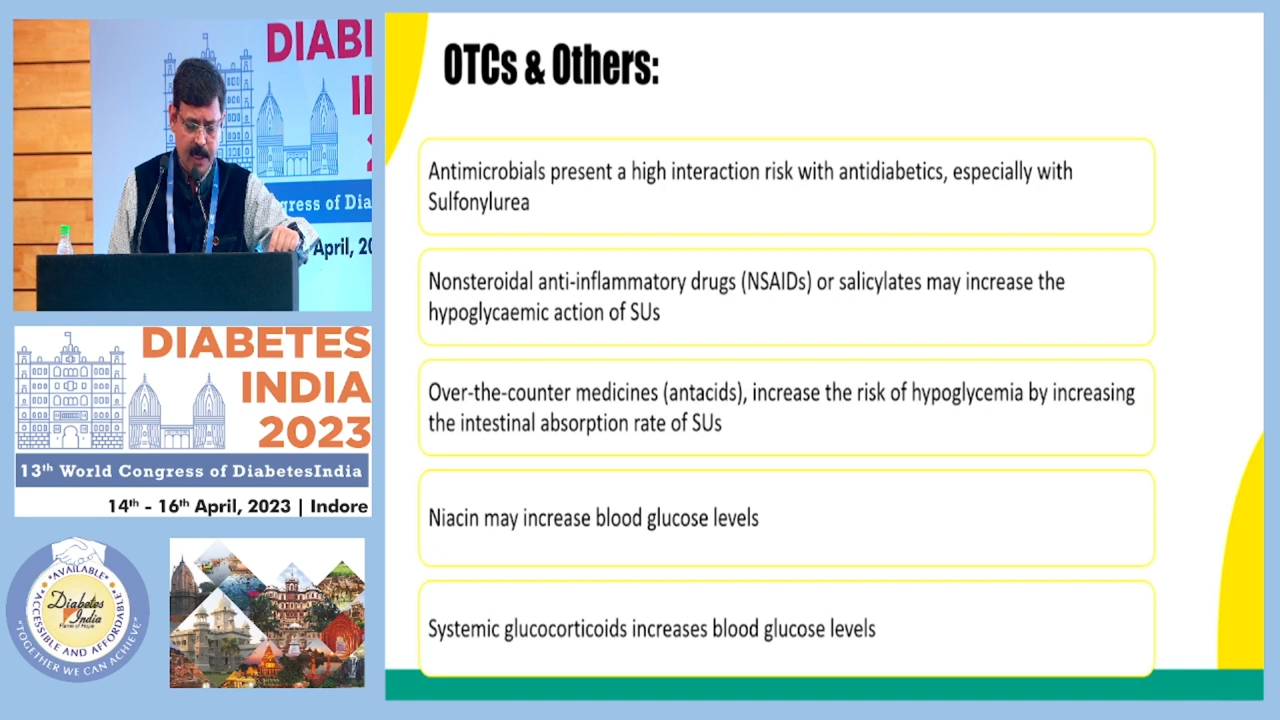 DIABE
I
gress of Dia
April, 20
DIABETES
INDIA
2023
13th World Congress of DiabetesIndia
14th - 16th April, 2023 | Indore
*AVAILABLE*
*ACCESSIBLE AND AFFORDABLE*
Diabetes
India
"TOGETHER WE CAN ACHIEVE"
OTCs & Others:
Antimicrobials present a high interaction risk with antidiabetics, especially with
Sulfonylurea
Nonsteroidal anti-inflammatory drugs (NSAIDs) or salicylates may increase the
hypoglycaemic action of SUs
Over-the-counter medicines (antacids), increase the risk of hypoglycemia by increasing
the intestinal absorption rate of SUs
Niacin may increase blood glucose levels
Systemic glucocorticoids increases blood glucose levels